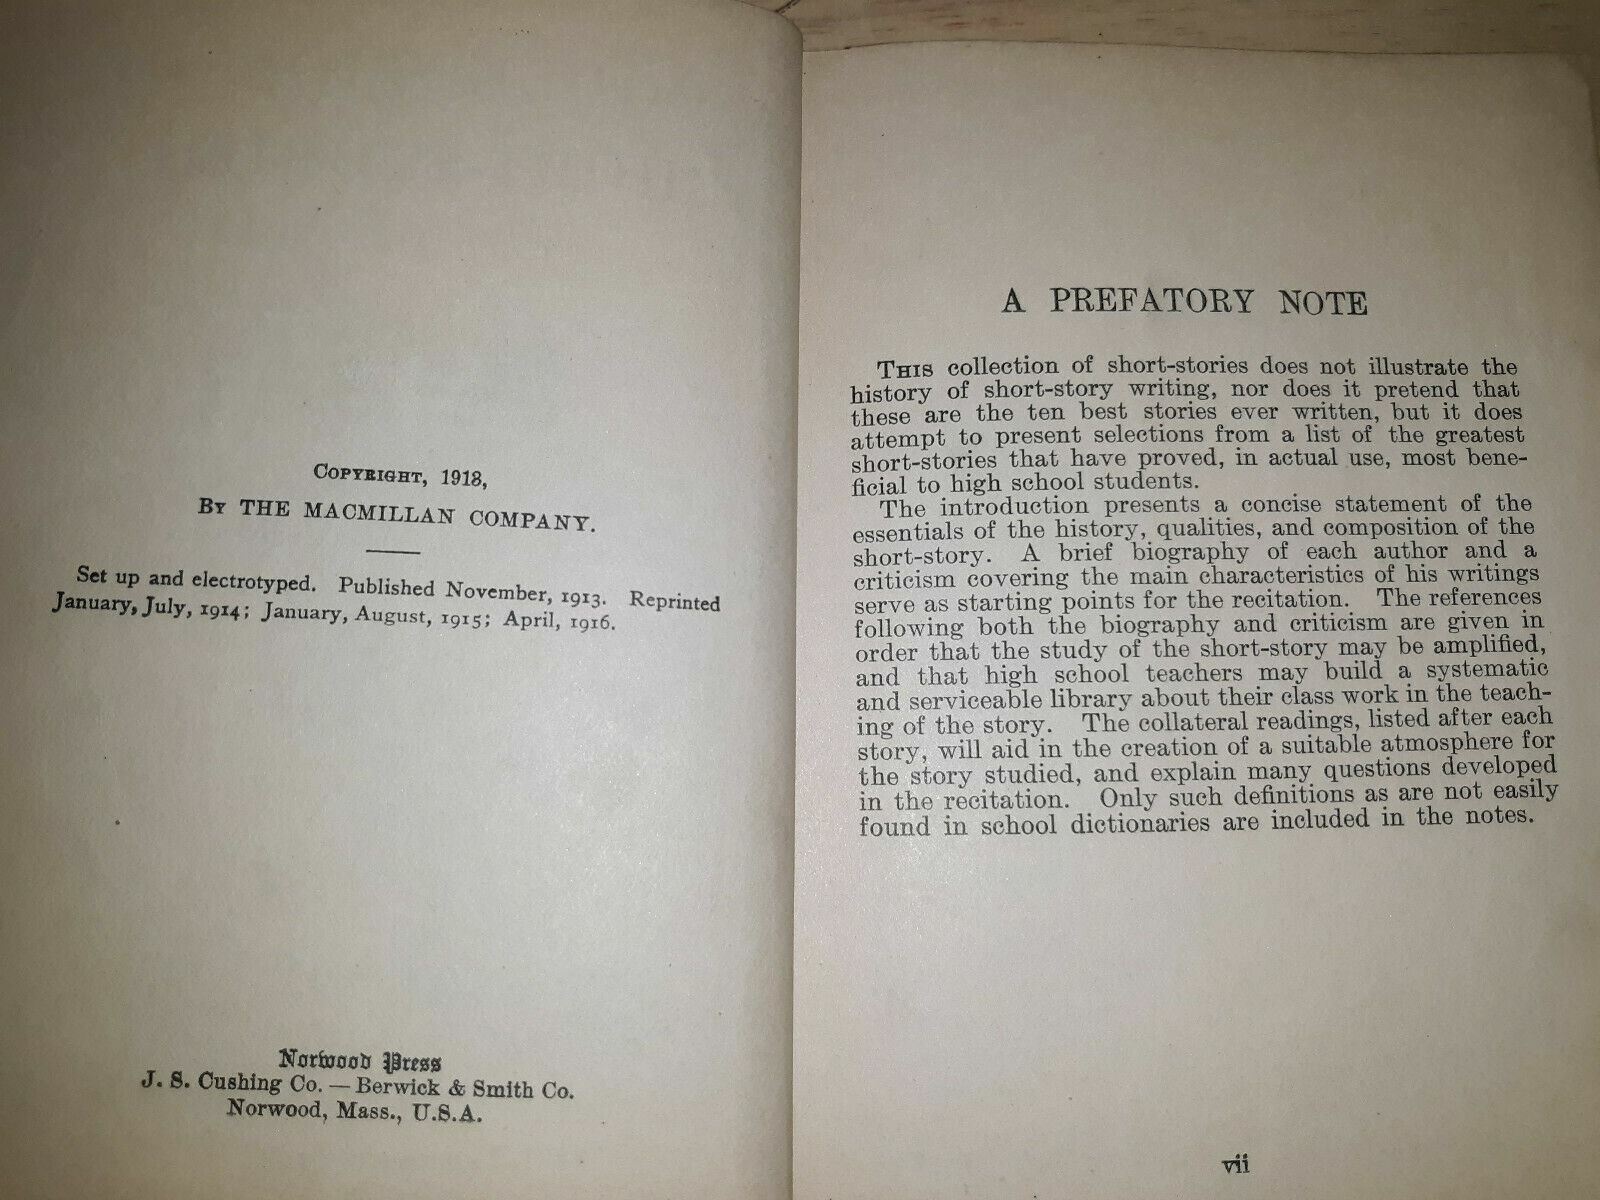 COPYRIGHT, 1913,
BY THE MACMILLAN COMPANY.
Set up and electrotyped. Published November, 1913. Reprinted
January, July, 1914; January, August, 1915; April, 1916.
Norwood Press
J. S. Cushing Co. — Berwick & Smith Co.
Norwood, Mass., U.S.A.
A PREFATORY NOTE
THIS collection of short-stories does not illustrate the
history of short-story writing, nor does it pretend that
these are the ten best stories ever written, but it does
attempt to present selections from a list of the greatest
short-stories that have proved, in actual use, most bene-
ficial to high school students.
The introduction presents a concise statement of the
essentials of the history, qualities, and composition of the
short-story. A brief biography of each author and a
criticism covering the main characteristics of his writings
serve as starting points for the recitation. The references
following both the biography and criticism are given in
order that the study of the short-story may be amplified,
and that high school teachers may build a systematic
and serviceable library about their class work in the teach-
ing of the story. The collateral readings, listed after each
story, will aid in the creation of a suitable atmosphere for
the story studied, and explain many questions developed
in the recitation. Only such definitions as are not easily
found in school dictionaries are included in the notes.
vii